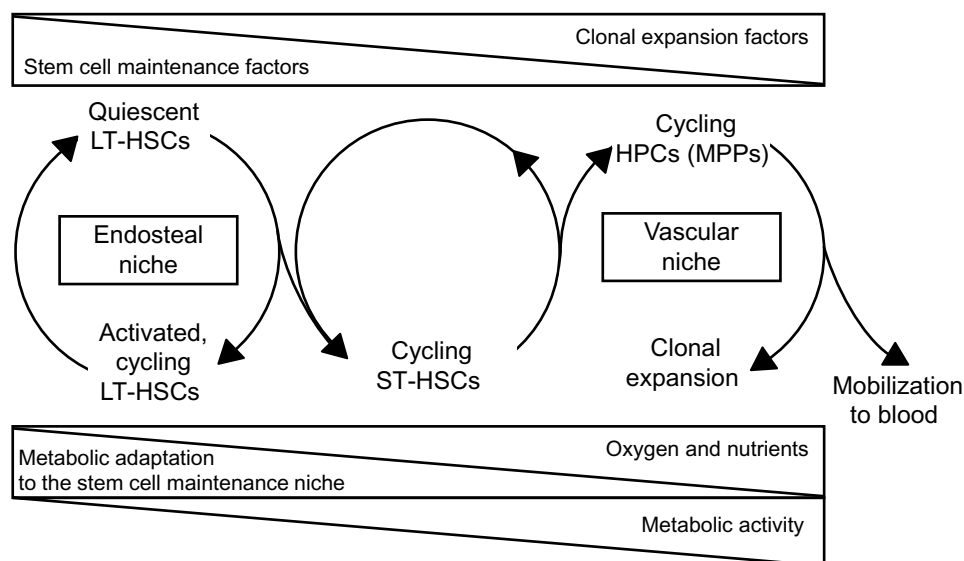 Clonal expansion factors
Stem cell maintenance factors
Quiescent
LT-HSCs
Endosteal
niche
Activated,
cycling
LT-HSCs
Cycling
ST-HSCs
Cycling
HPCs (MPPs)
Vascular
niche
Clonal
expansion
Mobilization
to blood
Oxygen and nutrients
Metabolic adaptation
to the stem cell maintenance niche
Metabolic activity